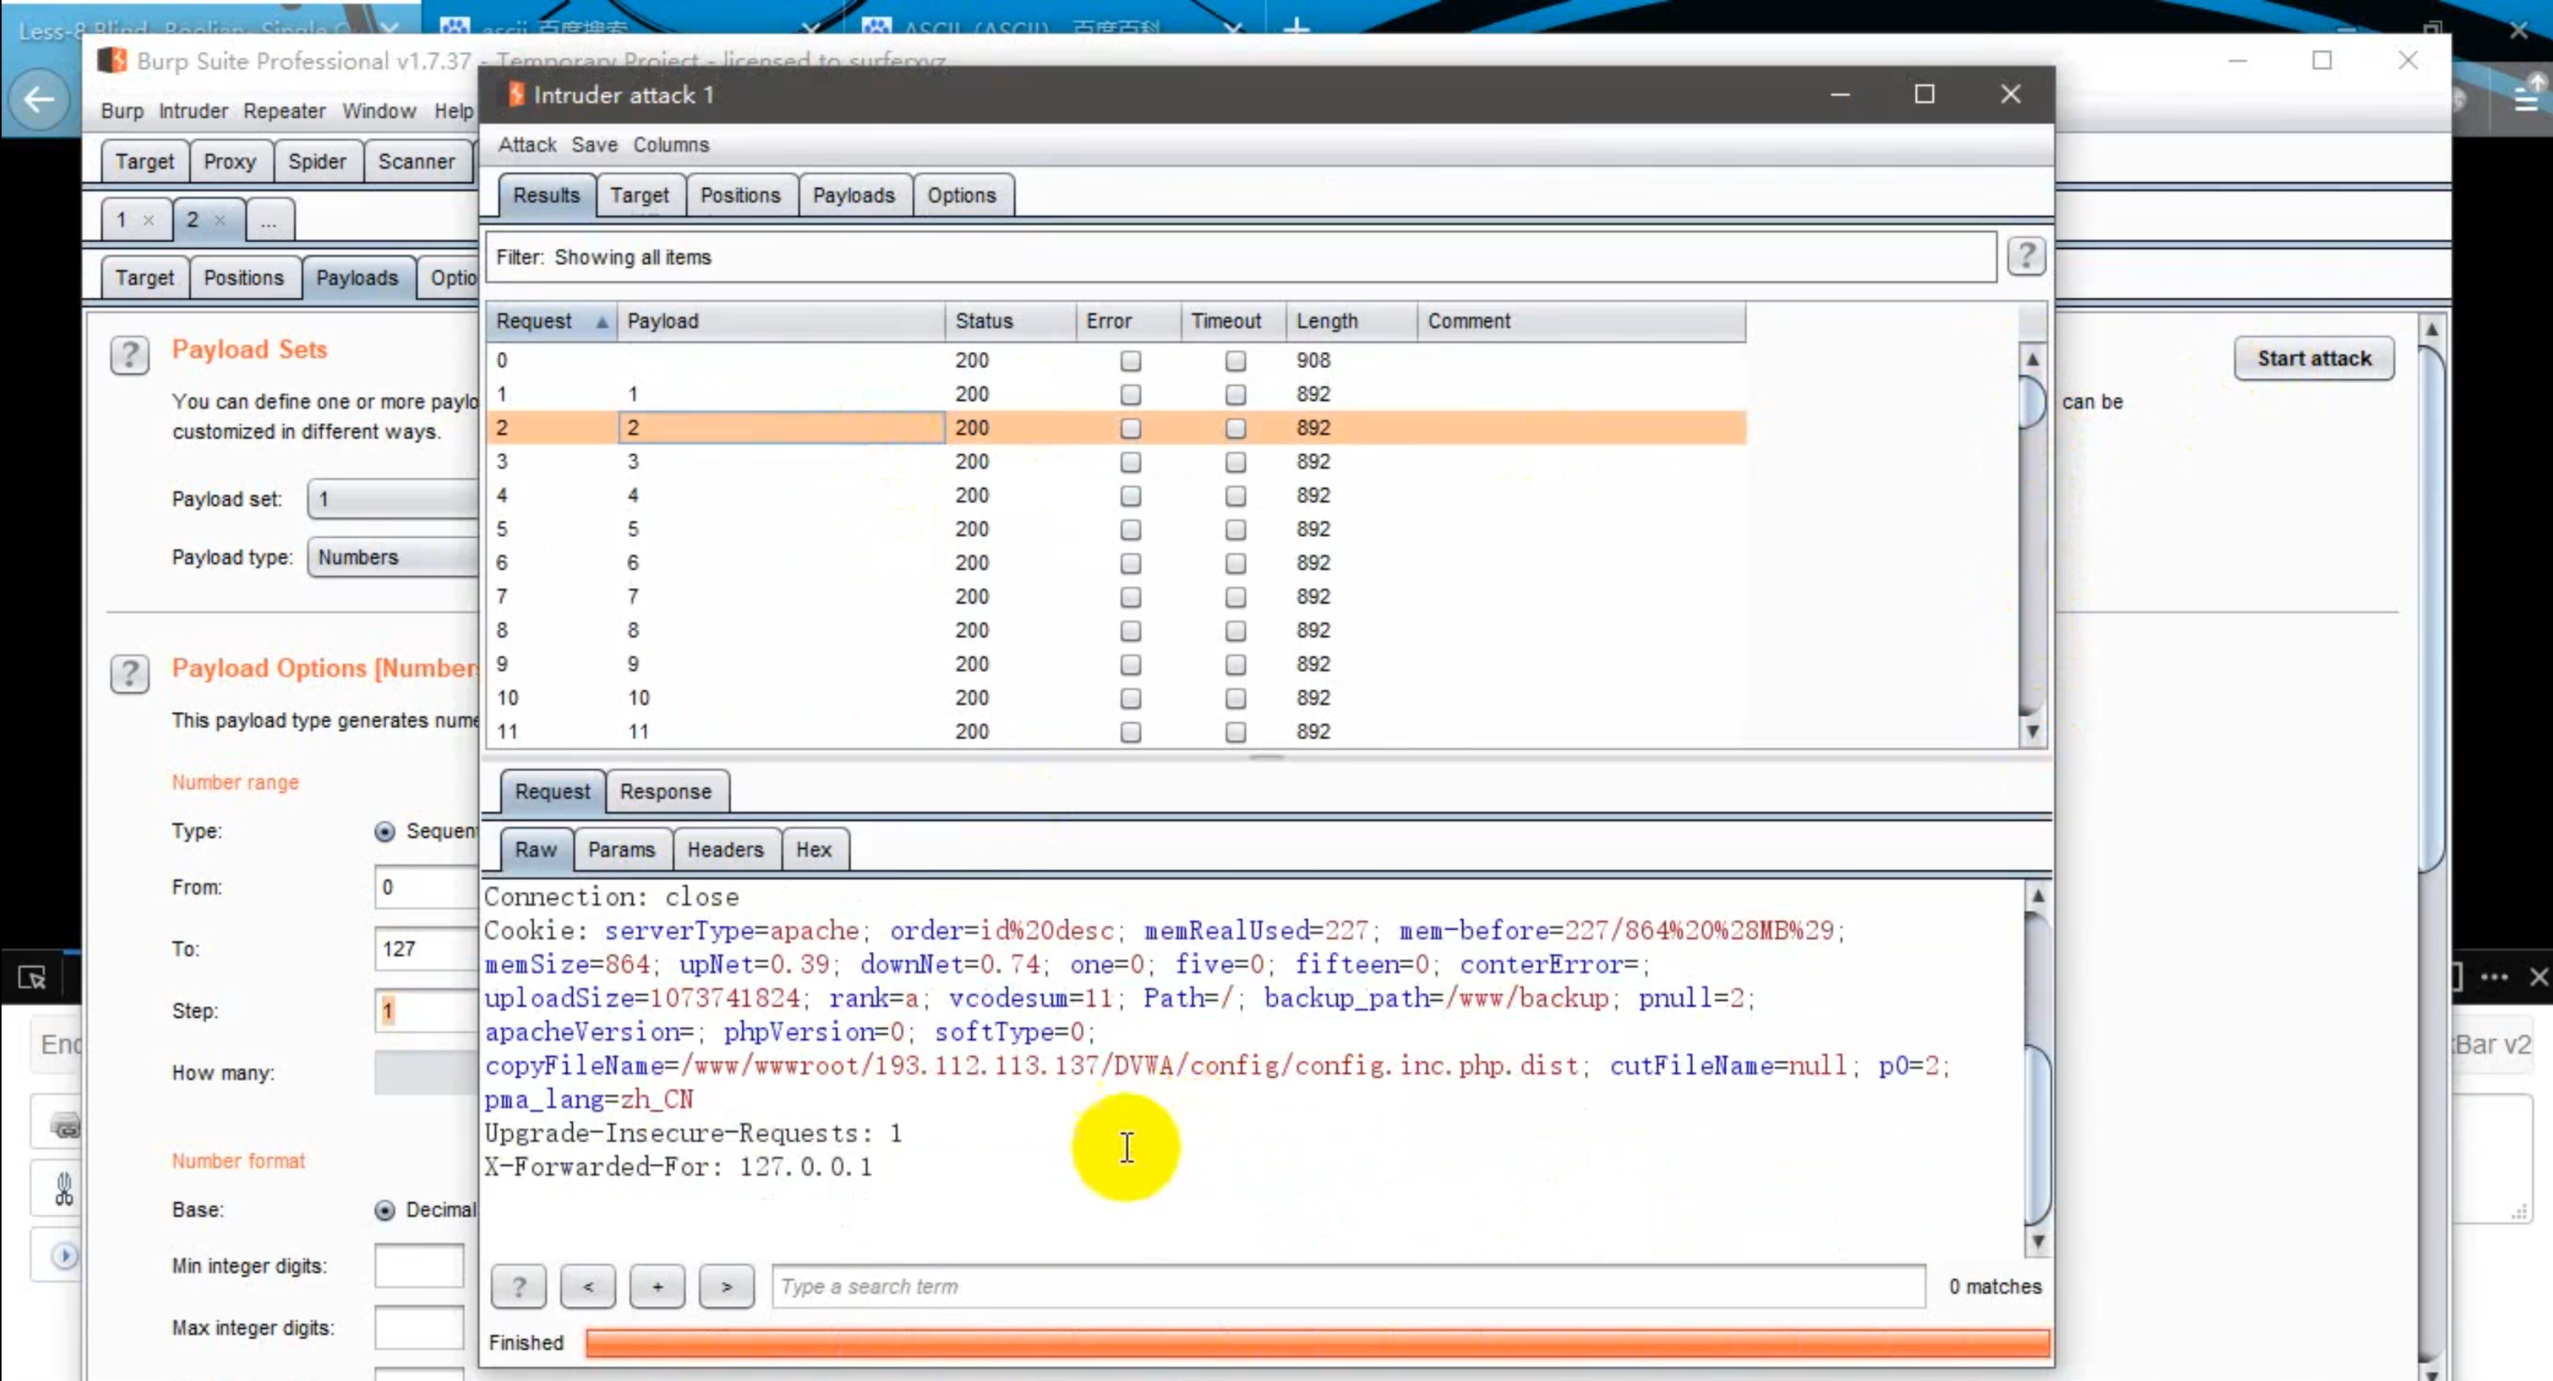 Less-8 Blind- Boolian- Single Q
ascii_百度搜索
ASCII (ASCII)_百度百科
Burp Suite Professional v1.7.37 - Temporary Project - licensed to surferxyz
Burp Intruder Repeater Window Help
Target Proxy Spider Scanner
1 × 2 × ...
Target Positions Payloads Optio
Payload Sets
Start attack
You can define one or more paylo
can be
customized in different ways.
Payload set: 1
Payload type: Numbers
Payload Options [Number
This payload type generates nume
Number range
Type: Sequen
From: 0
To: 127
Step: 1
How many:
Number format
Base: Decimal
Min integer digits:
Max integer digits:
Intruder attack 1
Attack Save Columns
Results Target Positions Payloads Options
Filter: Showing all items
?
Request Payload Status Error Timeout Length Comment
0 200 908
1 1 200 892
2 2 200 892
3 3 200 892
4 4 200 892
5 5 200 892
6 6 200 892
7 7 200 892
8 8 200 892
9 9 200 892
10 10 200 892
11 11 200 892
Request Response
Raw Params Headers Hex
Connection: close
Cookie: serverType=apache; order=id%20desc; memRealUsed=227; mem-before=227/864%20%28MB%29;
memSize=864; upNet=0.39; downNet=0.74; one=0; five=0; fifteen=0; conterError=;
uploadSize=1073741824; rank=a; vcodesum=11; Path=/; backup_path=/www/backup; pnull=2;
apacheVersion=; phpVersion=0; softType=0;
copyFileName=/www/wwwroot/193.112.113.137/DVWA/config/config.inc.php.dist; cutFileName=null; p0=2;
pma_lang=zh_CN
Upgrade-Insecure-Requests: 1
X-Forwarded-For: 127.0.0.1
? < + > Type a search term 0 matches
Finished
Enc
Bar v2